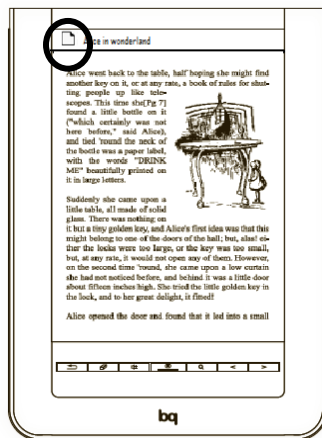 Alice in wonderland
Alice went back to the table, half hoping she might find
another key on it, or at any rate, a book of rules for shut-
ting people up like tele-
scopes. This time she[Pg 7]
found a little bottle on it
("which certainly was not
here before," said Alice),
and tied 'round the neck of
the bottle was a paper label,
with the words "DRINK
ME" beautifully printed on
it in large letters.
Suddenly she came upon a
little table, all made of solid
glass. There was nothing on
it but a tiny golden key, and Alice's first idea was that this
might belong to one of the doors of the hall; but, alas! ei-
ther the locks were too large, or the key was too small,
but, at any rate, it would not open any of them. However,
on the second time 'round, she came upon a low curtain
she had not noticed before, and behind it was a little door
about fifteen inches high. She tried the little golden key in
the lock, and to her great delight, it fitted!
Alice opened the door and found that it led into a small
bq